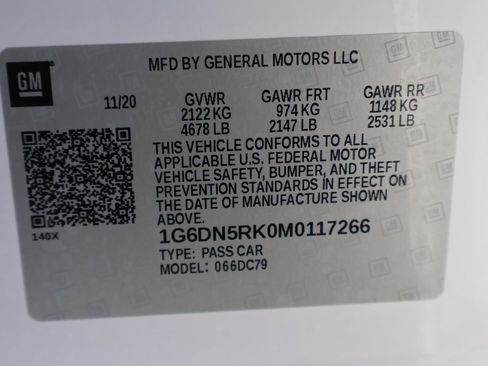 GM
MFD BY GENERAL MOTORS LLC
11/20 GVWR GAWR FRT GAWR RR
2122 KG 974 KG 1148 KG
4678 LB 2147 LB 2531 LB
THIS VEHICLE CONFORMS TO ALL
APPLICABLE U.S. FEDERAL MOTOR
VEHICLE SAFETY, BUMPER, AND THEFT
PREVENTION STANDARDS IN EFFECT ON
THE DATE OF MANUFACTURE SHOWN
ABOVE.
140X
1G6DN5RK0M0117266
TYPE: PASS CAR
MODEL: 066DC79